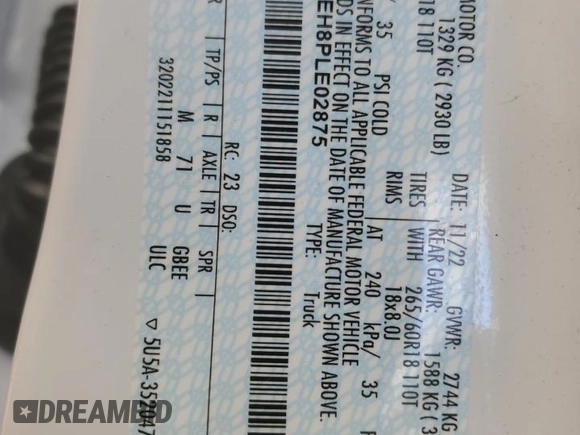 MOTOR CO. DATE: 11/22 GVWR: 2744 KG
1329 KG ( 2930 LB) REAR GAWR: 1588 KG ( 3
18 110T TIRES WITH 265/60R18 110T
RIMS 18x8.0J
/ 35 PSI COLD AT 240 kPa/ 35
NFORMS TO ALL APPLICABLE FEDERAL MOTOR VEHICLE
DS IN EFFECT ON THE DATE OF MANUFACTURE SHOWN ABOVE.
EH8PLE02875 TYPE: Truck
RC: 23 DSO:
R | TP/PS | R | AXLE | TR | SPR |
M 71 U GBEE
3202211151858 ULC
▽ 5U5A-352047
DREAMBID